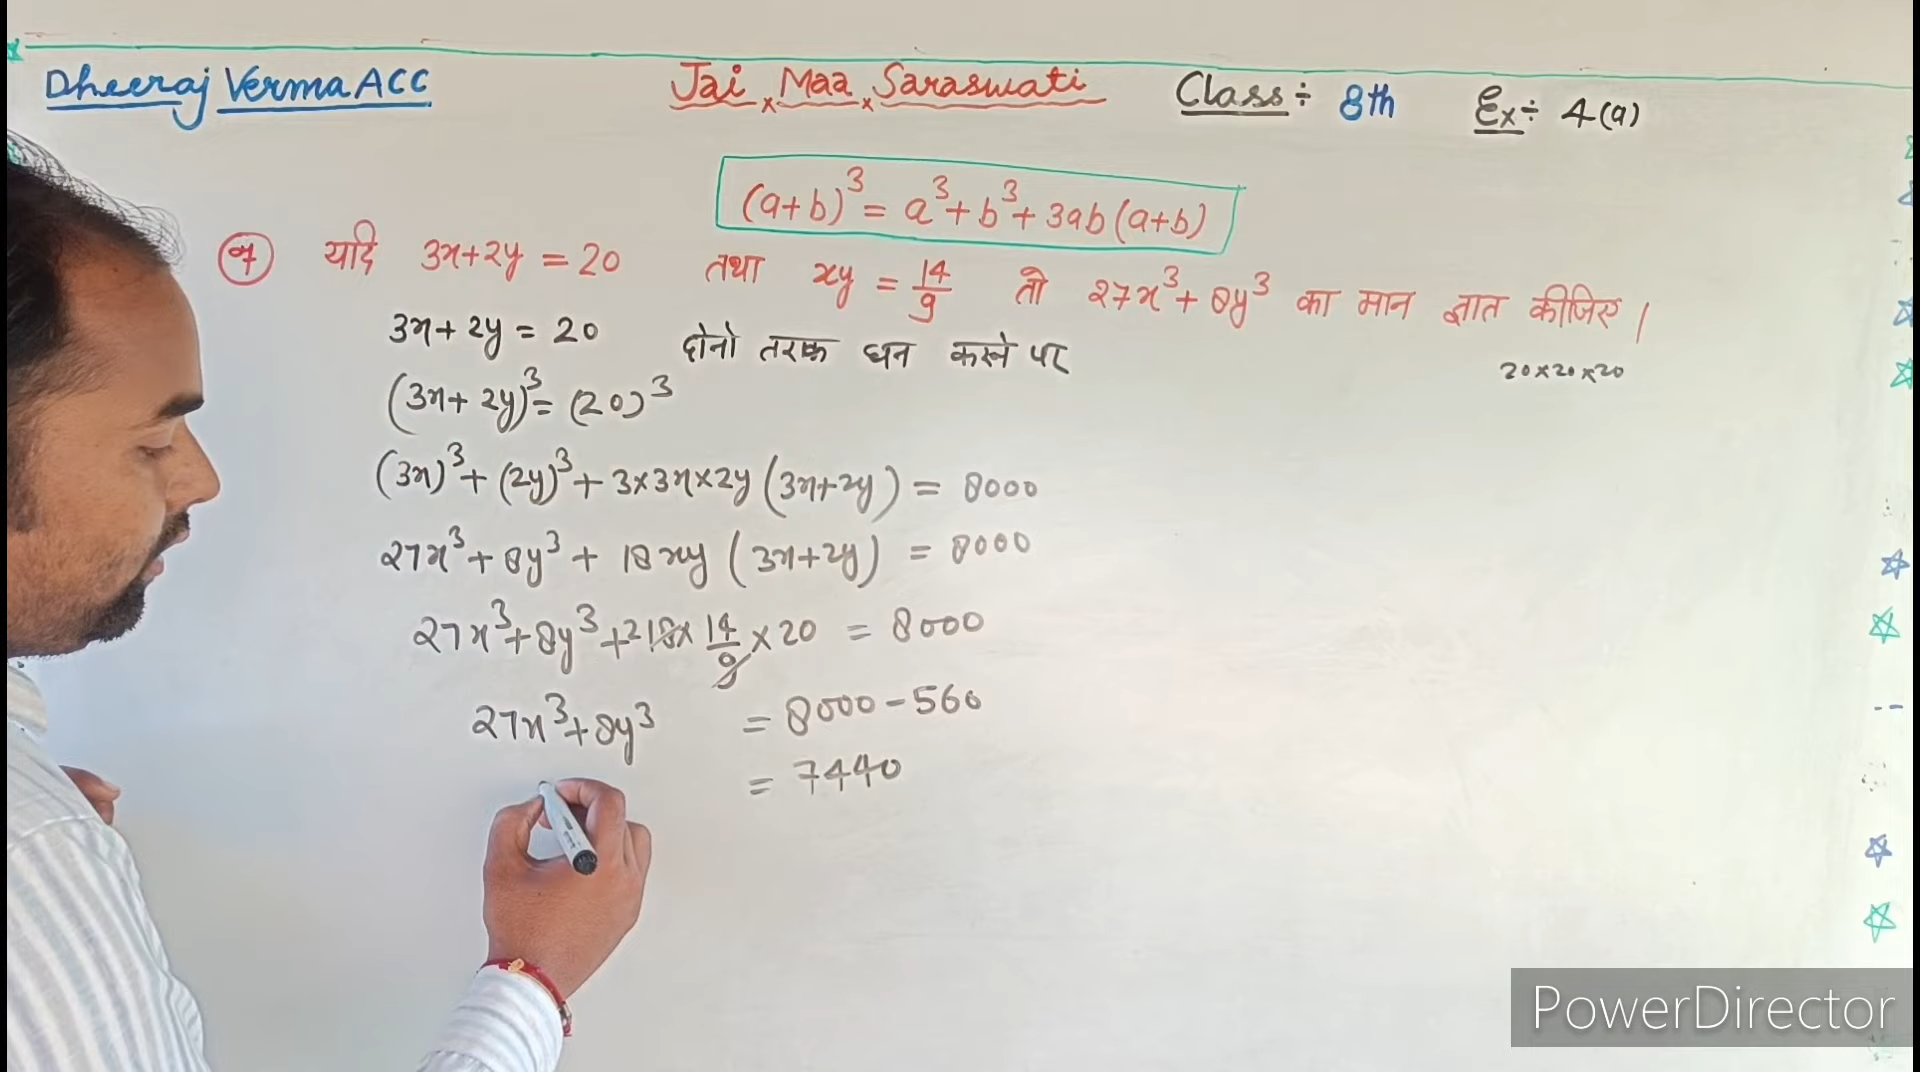 Dheeraj Verma ACC
Jai x Maa x Saraswati
Class ÷ 8th
Ex ÷ 4(a)
(a+b)³ = a³ + b³ + 3ab (a+b)
यदि 3x+2y = 20 तथा xy = 14/9 तो 27x³ + 8y³ का मान ज्ञात कीजिए।
3x + 2y = 20 दोनो तरफ घन करने पर
20×20×20
(3x + 2y)³ = (20)³
(3x)³ + (2y)³ + 3×3x×2y (3x+2y) = 8000
27x³ + 8y³ + 18xy (3x+2y) = 8000
27x³ + 8y³ + 2 18× 14/9 × 20 = 8000
27x³ + 8y³ = 8000 - 560
= 7440
PowerDirector